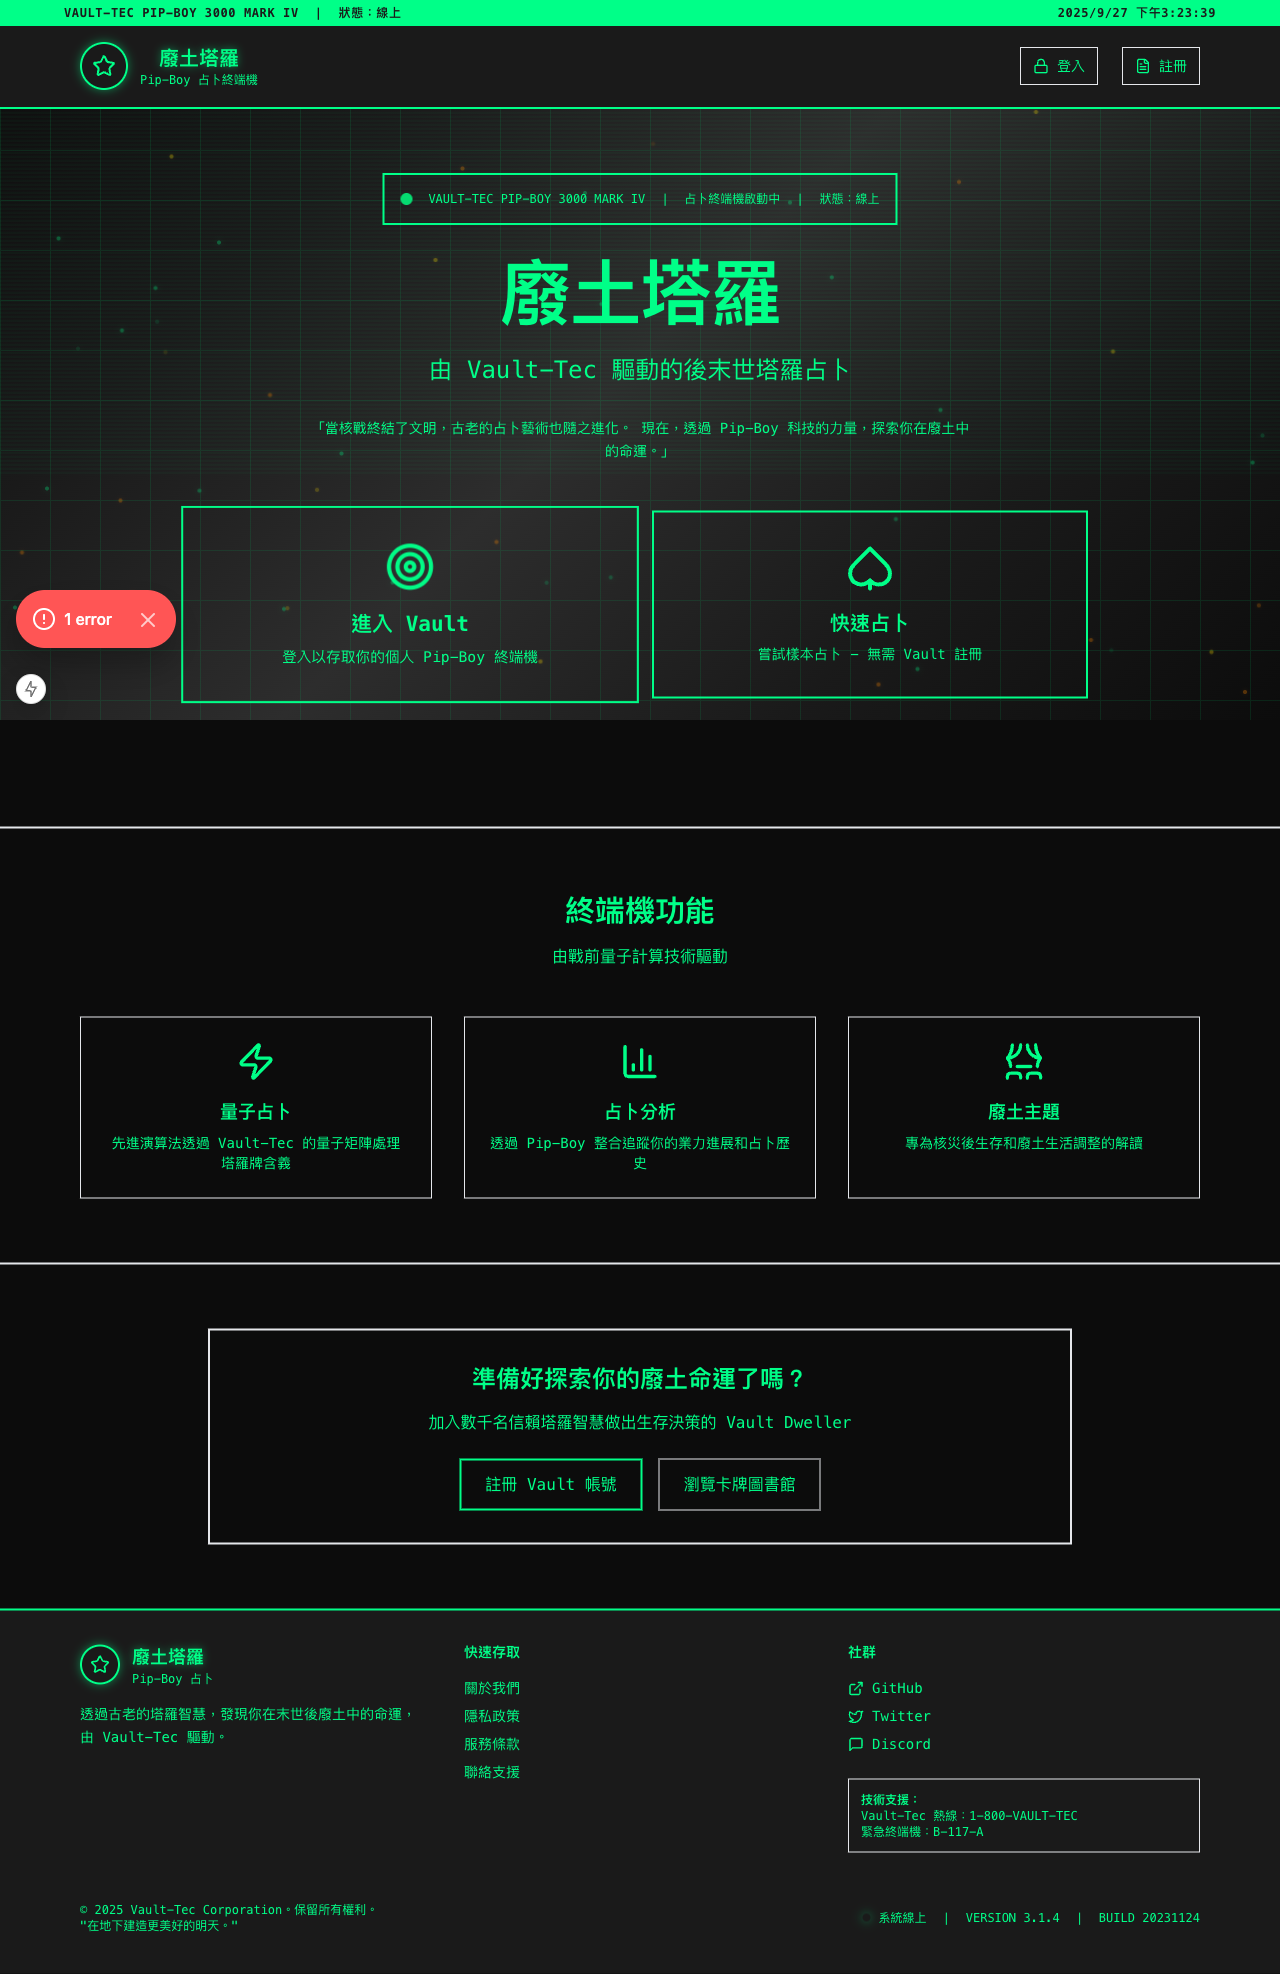 VAULT-TEC PIP-BOY 3000 MARK IV | 狀態：線上
2025/9/27 下午3:23:39
廢土塔羅
Pip-Boy 占卜終端機
登入
註冊
VAULT-TEC PIP-BOY 3000 MARK IV | 占卜終端機啟動中 | 狀態：線上
廢土塔羅
由 Vault-Tec 驅動的後末世塔羅占卜
「當核戰終結了文明，古老的占卜藝術也隨之進化。 現在，透過 Pip-Boy 科技的力量，探索你在廢土中
的命運。」
進入 Vault
登入以存取你的個人 Pip-Boy 終端機
快速占卜
嘗試樣本占卜 - 無需 Vault 註冊
1 error
終端機功能
由戰前量子計算技術驅動
量子占卜
先進演算法透過 Vault-Tec 的量子矩陣處理
塔羅牌含義
占卜分析
透過 Pip-Boy 整合追蹤你的業力進展和占卜歷
史
廢土主題
專為核災後生存和廢土生活調整的解讀
準備好探索你的廢土命運了嗎？
加入數千名信賴塔羅智慧做出生存決策的 Vault Dweller
註冊 Vault 帳號
瀏覽卡牌圖書館
廢土塔羅
Pip-Boy 占卜
透過古老的塔羅智慧，發現你在末世後廢土中的命運，
由 Vault-Tec 驅動。
快速存取
關於我們
隱私政策
服務條款
聯絡支援
社群
GitHub
Twitter
Discord
技術支援：
Vault-Tec 熱線：1-800-VAULT-TEC
緊急終端機：B-117-A
© 2025 Vault-Tec Corporation。保留所有權利。
"在地下建造更美好的明天。"
系統線上 | VERSION 3.1.4 | BUILD 20231124